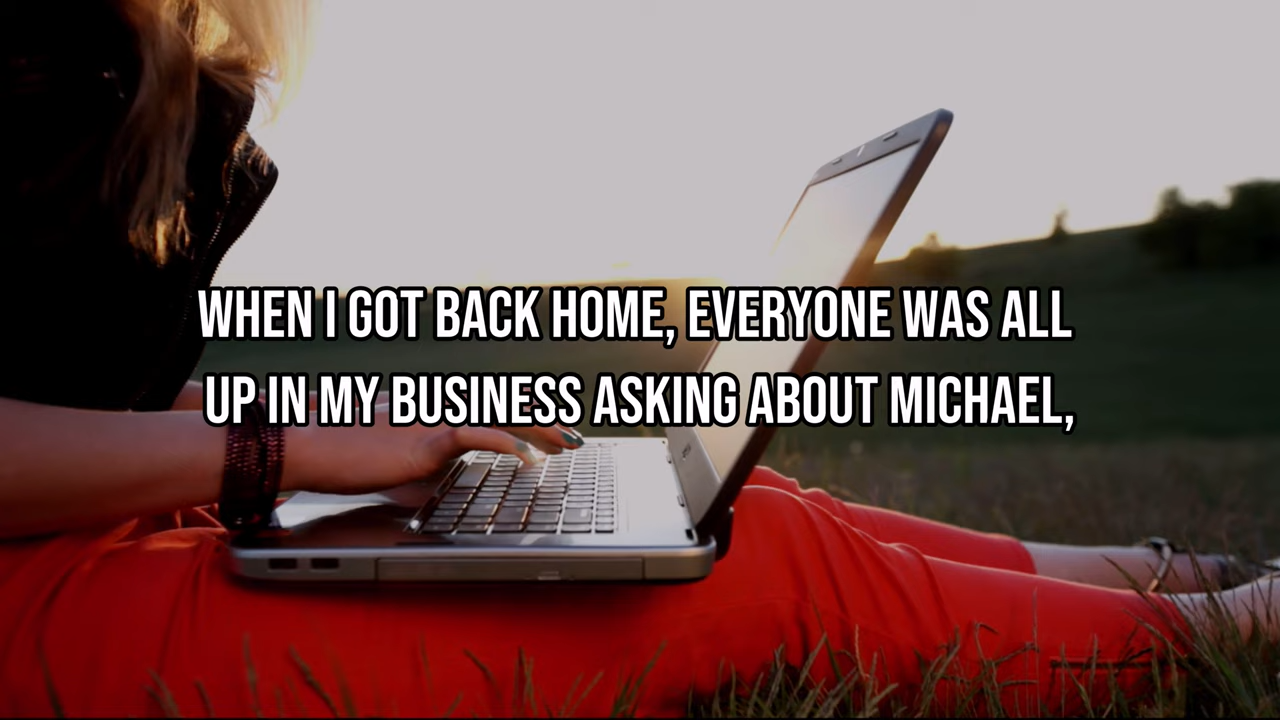 WHEN I GOT BACK HOME, EVERYONE WAS ALL
UP IN MY BUSINESS ASKING ABOUT MICHAEL,